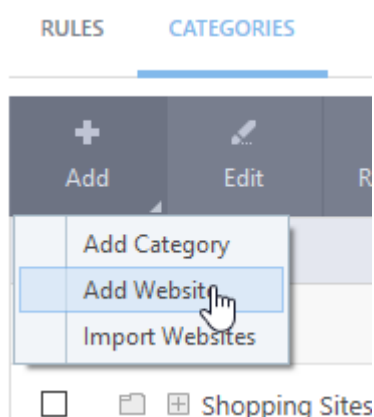 RULES CATEGORIES
Add Edit R
Add Category
Add Website
Import Websites
Shopping Sites